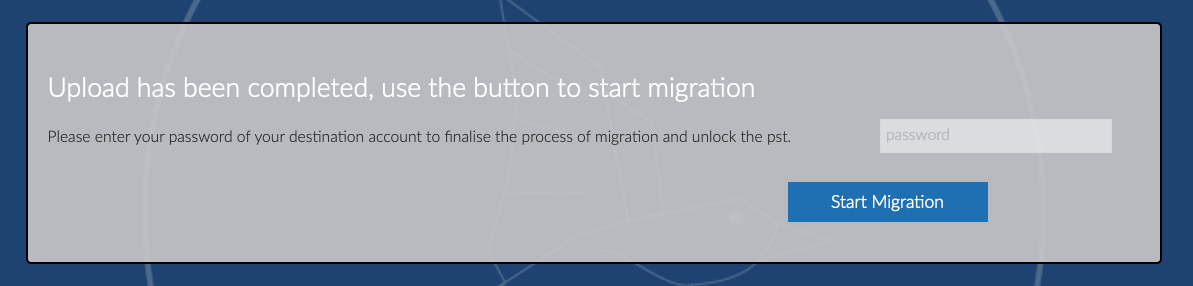 Upload has been completed, use the button to start migration
Please enter your password of your destination account to finalise the process of migration and unlock the pst.
password
Start Migration